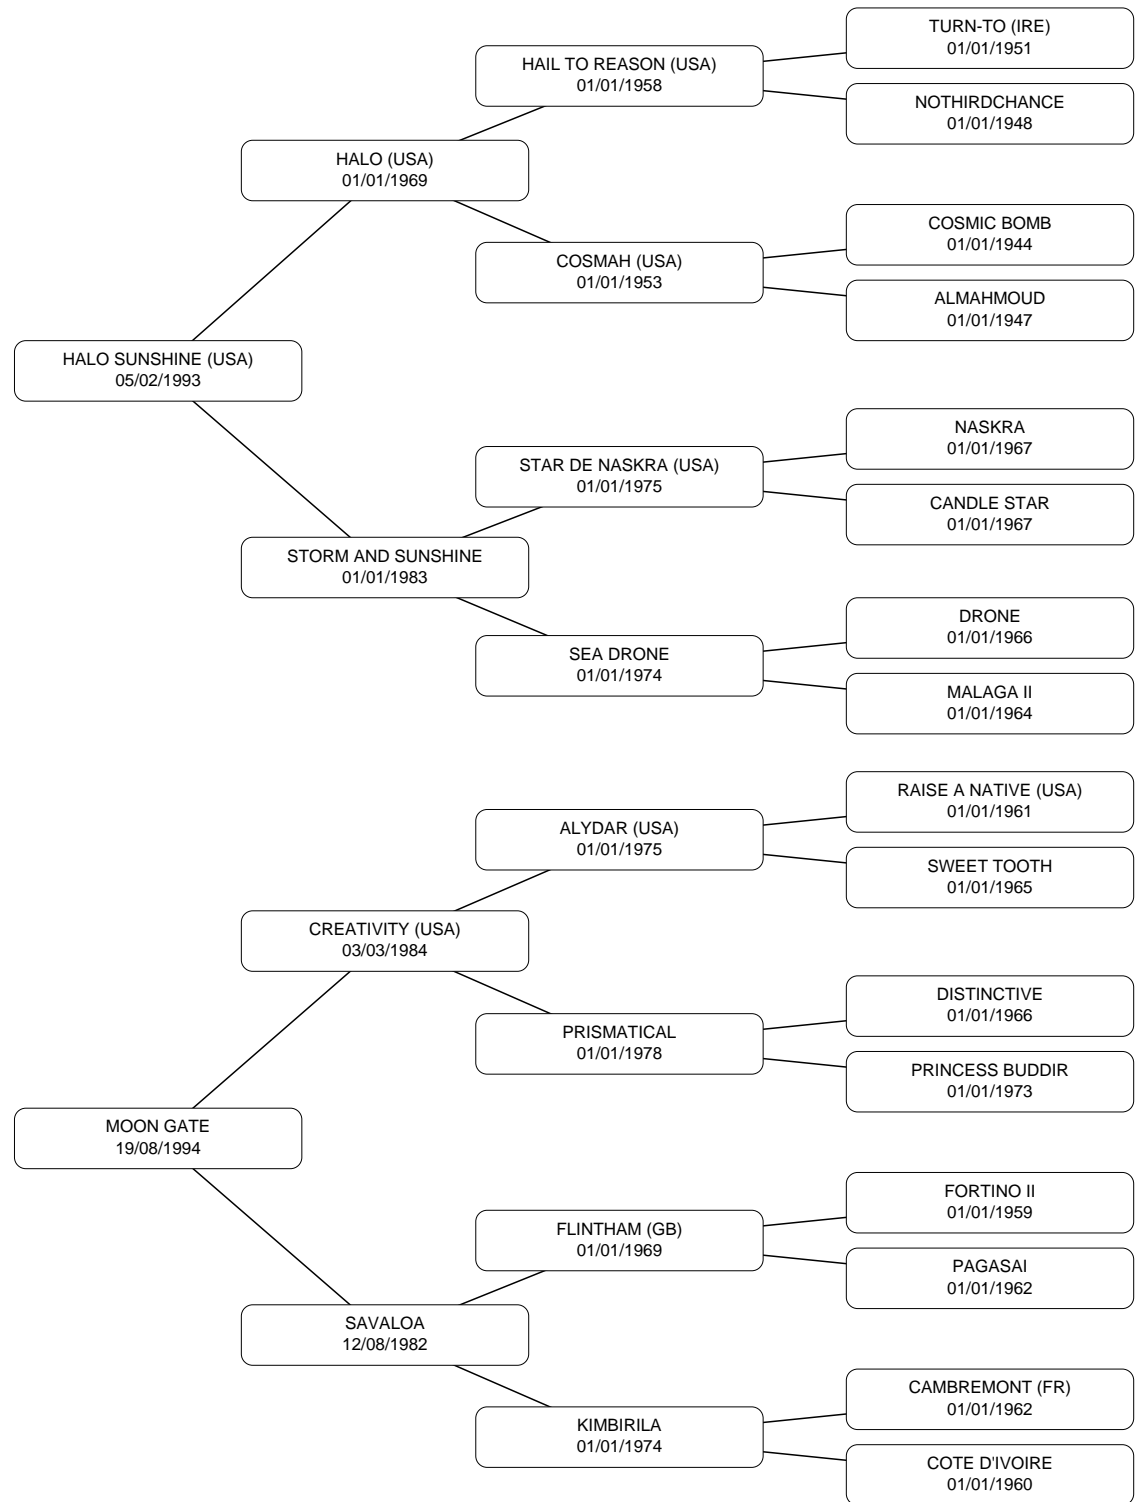 TURN-TO (IRE)
01/01/1951
HAIL TO REASON (USA)
01/01/1958
NOTHIRDCHANCE
01/01/1948
HALO (USA)
01/01/1969
COSMIC BOMB
01/01/1944
COSMAH (USA)
01/01/1953
ALMAHMOUD
01/01/1947
HALO SUNSHINE (USA)
05/02/1993
NASKRA
01/01/1967
STAR DE NASKRA (USA)
01/01/1975
CANDLE STAR
01/01/1967
STORM AND SUNSHINE
01/01/1983
DRONE
01/01/1966
SEA DRONE
01/01/1974
MALAGA II
01/01/1964
RAISE A NATIVE (USA)
01/01/1961
ALYDAR (USA)
01/01/1975
SWEET TOOTH
01/01/1965
CREATIVITY (USA)
03/03/1984
DISTINCTIVE
01/01/1966
PRISMATICAL
01/01/1978
PRINCESS BUDDIR
01/01/1973
MOON GATE
19/08/1994
FORTINO II
01/01/1959
FLINTHAM (GB)
01/01/1969
PAGASAI
01/01/1962
SAVALOA
12/08/1982
CAMBREMONT (FR)
01/01/1962
KIMBIRILA
01/01/1974
COTE D'IVOIRE
01/01/1960